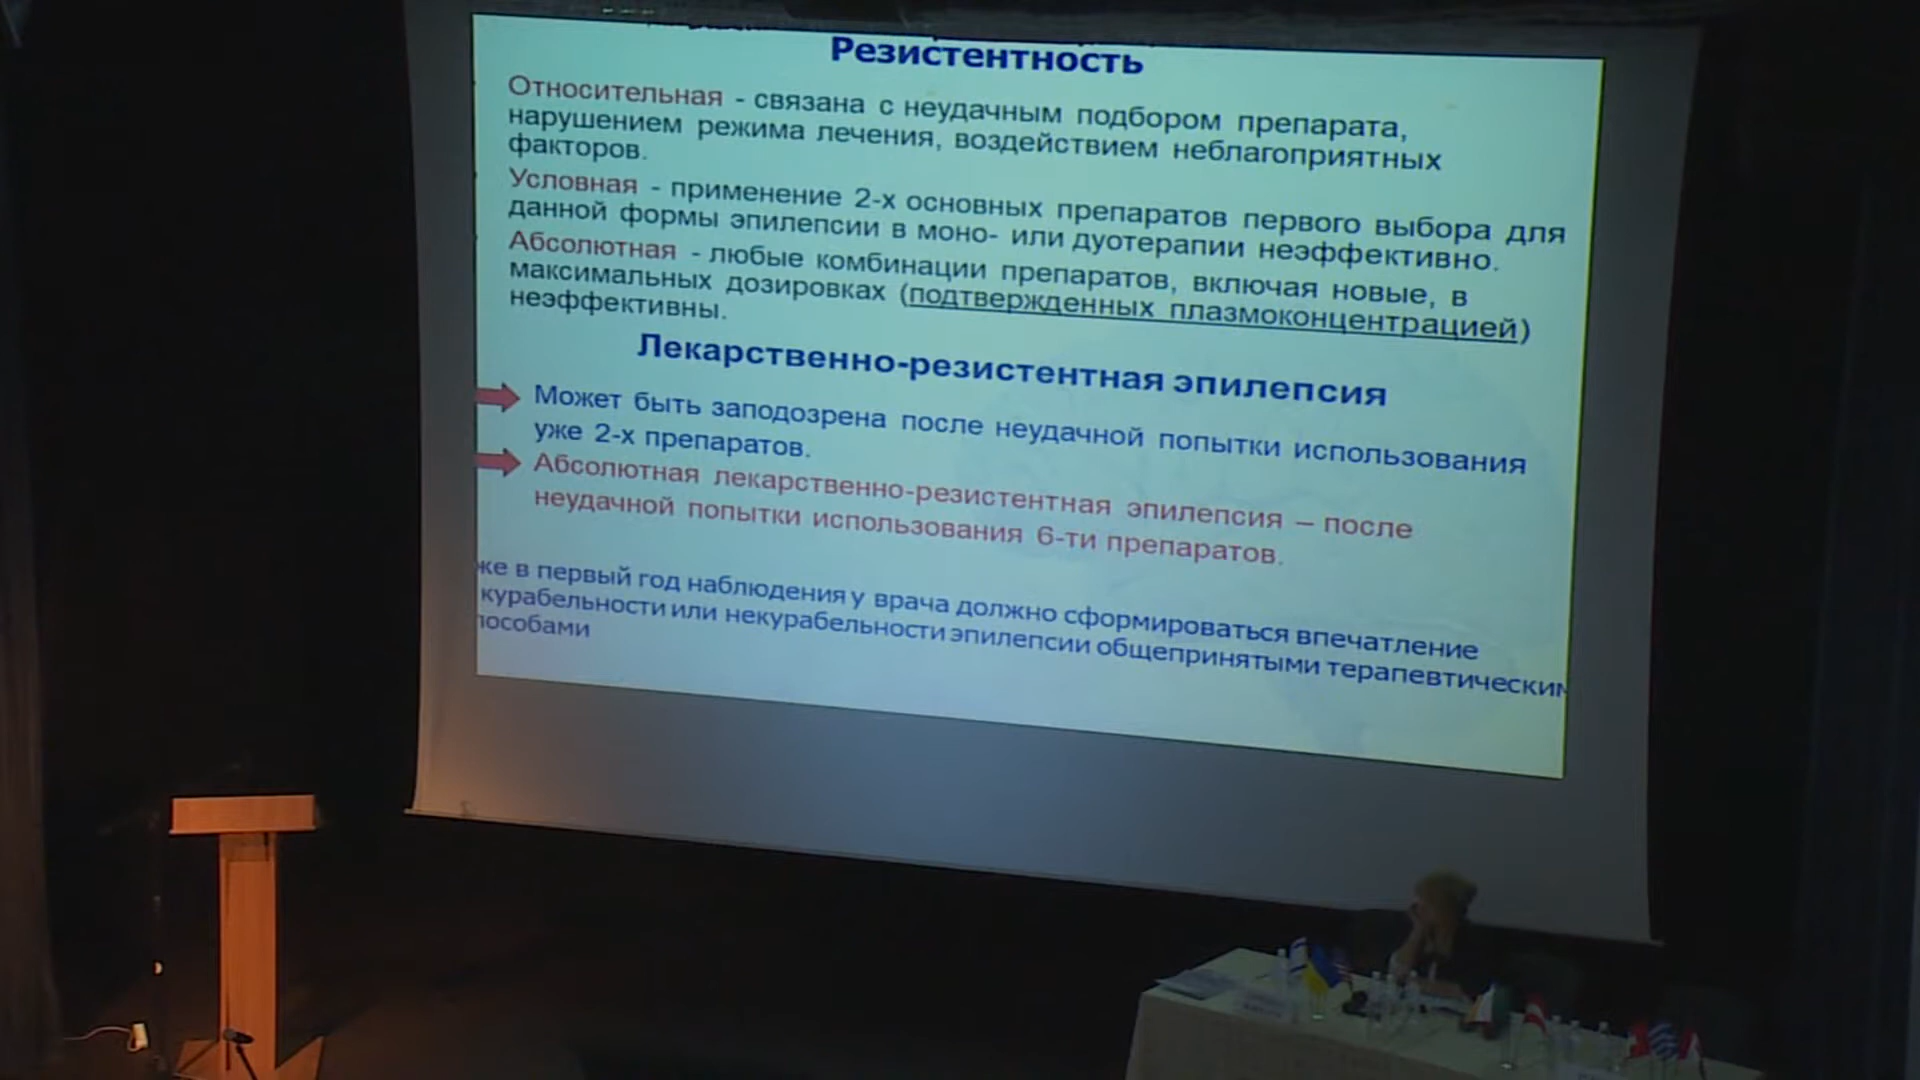 Резистентность
Относительная - связана с неудачным подбором препарата,
нарушением режима лечения, воздействием неблагоприятных
факторов.
Условная - применение 2-х основных препаратов первого выбора для
данной формы эпилепсии в моно- или дуотерапии неэффективно.
Абсолютная - любые комбинации препаратов, включая новые, в
максимальных дозировках (подтвержденных плазмоконцентрацией)
неэффективны.
Лекарственно-резистентная эпилепсия
Может быть заподозрена после неудачной попытки использования
уже 2-х препаратов.
Абсолютная лекарственно-резистентная эпилепсия – после
неудачной попытки использования 6-ти препаратов.
же в первый год наблюдения у врача должно сформироваться впечатление
курабельности или некурабельности эпилепсии общепринятыми терапевтическим
пособами